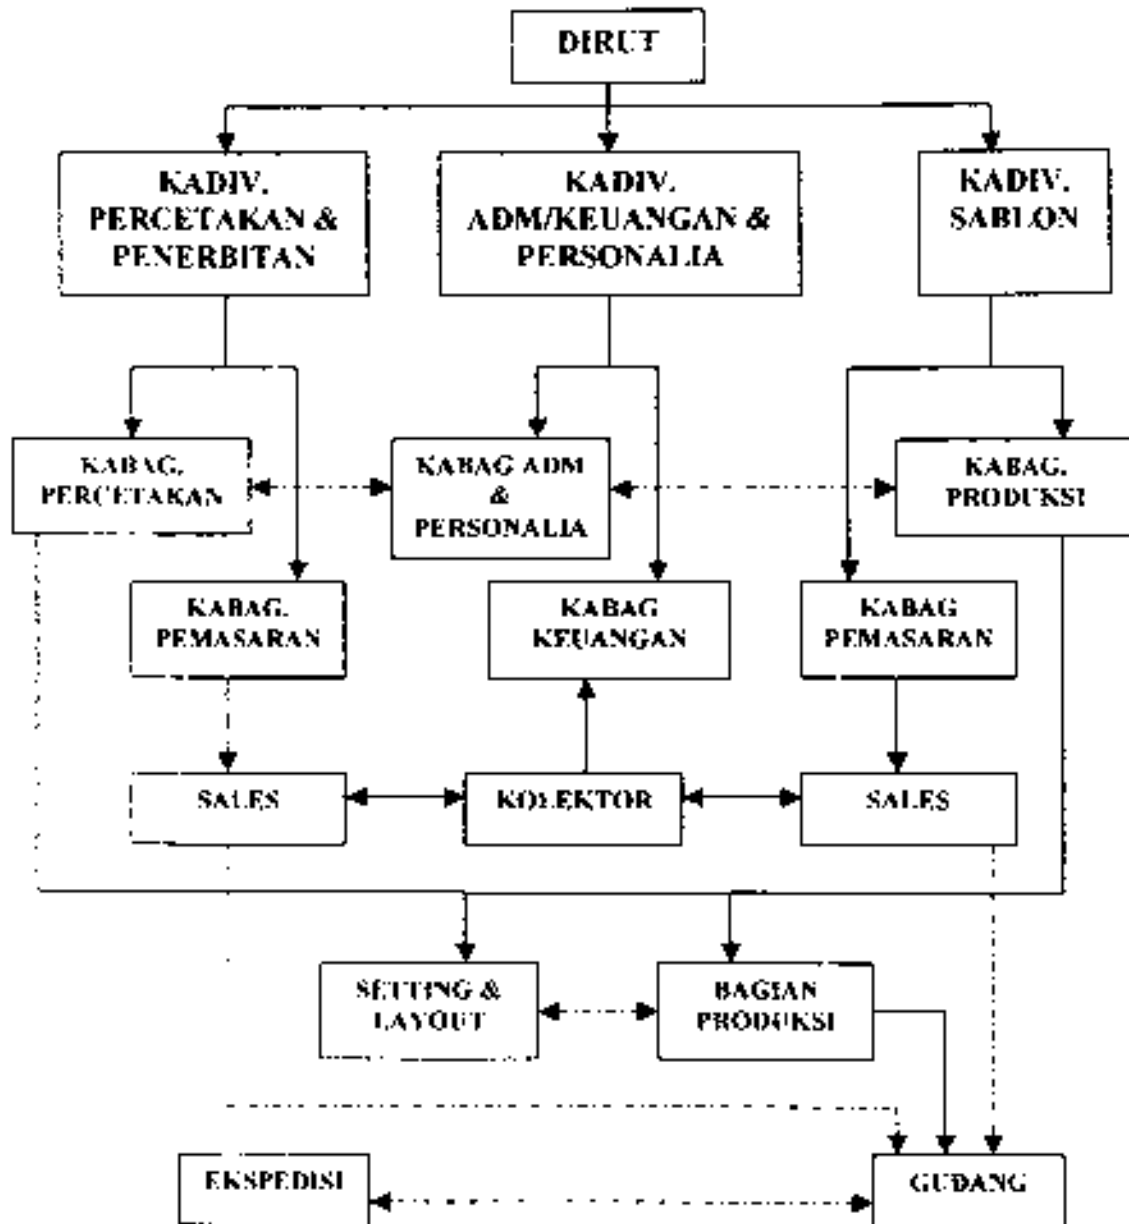 DIRUT
KADIV.
PERCETAKAN &
PENERBITAN
KADIV.
ADM/KEUANGAN &
PERSONALIA
KADIV.
SABLON
KABAG.
PERCETAKAN
KABAG ADM
&
PERSONALIA
KABAG.
PRODUKSI
KABAG.
PEMASARAN
KABAG
KEUANGAN
KABAG
PEMASARAN
SALES
KOLEKTOR
SALES
SETTING &
LAYOUT
BAGIAN
PRODUKSI
EKSPEDISI
GUDANG